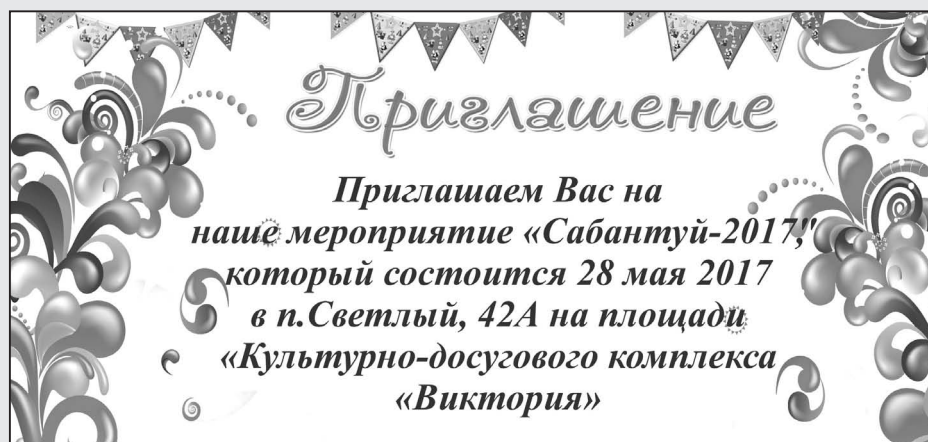 Приглашение
Приглашаем Вас на
наше мероприятие «Сабантуй-2017,"
который состоится 28 мая 2017
в п.Светлый, 42А на площади
«Культурно-досугового комплекса
«Виктория»